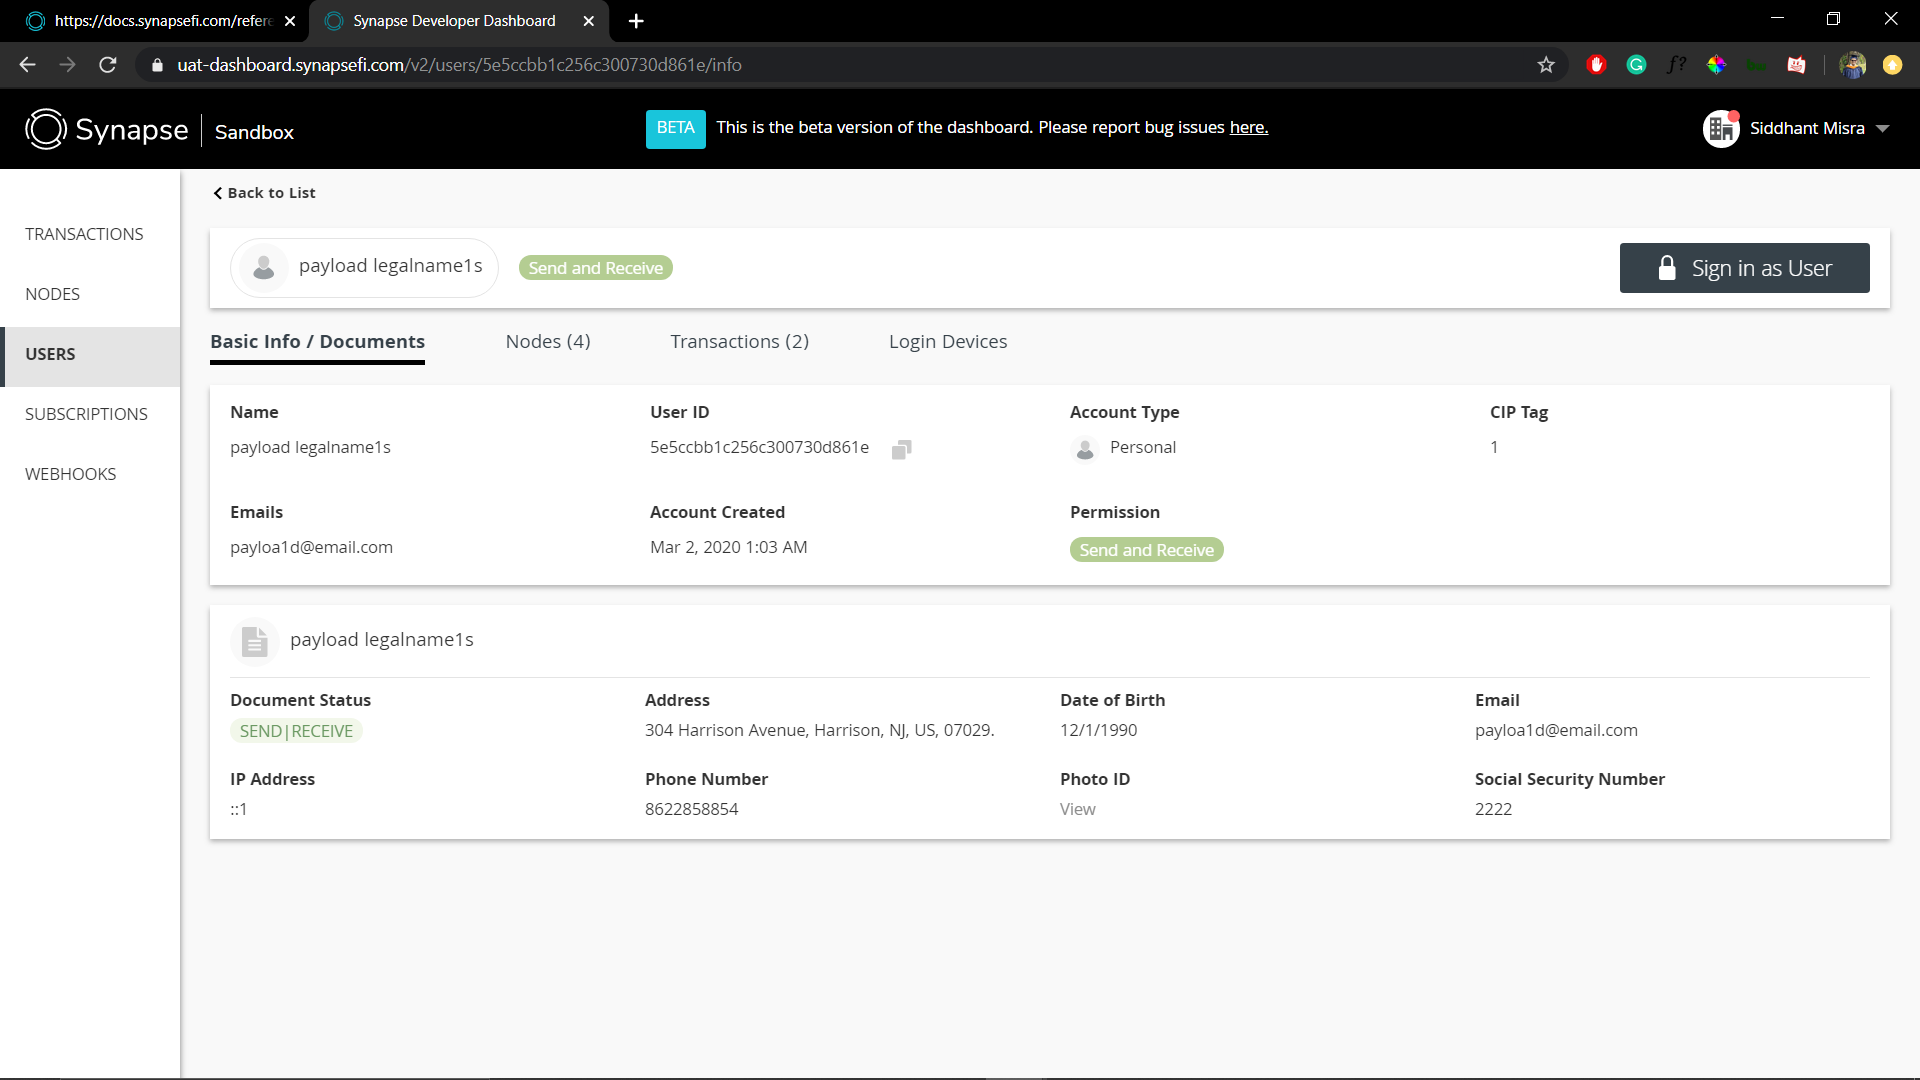 https://docs.synapsefi.com/refere
Synapse Developer Dashboard
uat-dashboard.synapsefi.com/v2/users/5e5ccbb1c256c300730d861e/info
Synapse
Sandbox
BETA This is the beta version of the dashboard. Please report bug issues here.
Siddhant Misra
Back to List
TRANSACTIONS
NODES
USERS
SUBSCRIPTIONS
WEBHOOKS
payload legalname1s
Send and Receive
Sign in as User
Basic Info / Documents
Nodes (4)
Transactions (2)
Login Devices
Name
payload legalname1s
User ID
5e5ccbb1c256c300730d861e
Account Type
Personal
CIP Tag
1
Emails
payloa1d@email.com
Account Created
Mar 2, 2020 1:03 AM
Permission
Send and Receive
payload legalname1s
Document Status
SEND|RECEIVE
Address
304 Harrison Avenue, Harrison, NJ, US, 07029.
Date of Birth
12/1/1990
Email
payloa1d@email.com
IP Address
::1
Phone Number
8622858854
Photo ID
View
Social Security Number
2222